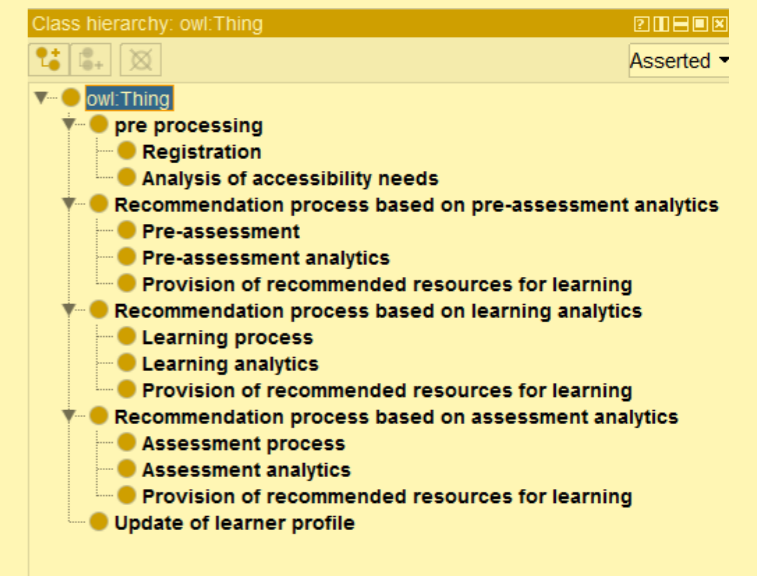 Class hierarchy: owl:Thing
Asserted
owl:Thing
pre processing
Registration
Analysis of accessibility needs
Recommendation process based on pre-assessment analytics
Pre-assessment
Pre-assessment analytics
Provision of recommended resources for learning
Recommendation process based on learning analytics
Learning process
Learning analytics
Provision of recommended resources for learning
Recommendation process based on assessment analytics
Assessment process
Assessment analytics
Provision of recommended resources for learning
Update of learner profile